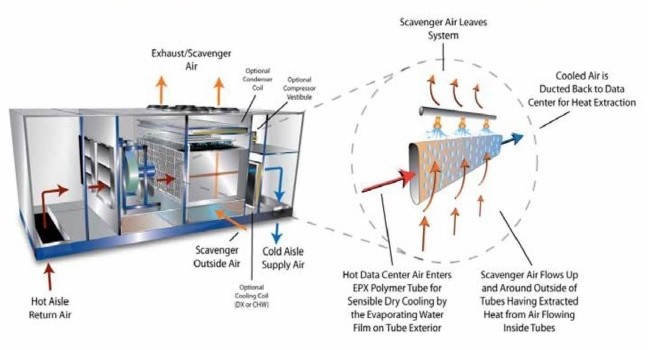 Exhaust/Scavenger
Air
Optional
Condenser
Coil
Optional
Compressor
Vestibule
Scavenger
Outside Air
Cold Aisle
Supply Air
Optional
Cooling Coil
(DX or CHW)
Hot Aisle
Return Air
Scavenger Air Leaves
System
Cooled Air is
Ducted Back to Data
Center for Heat Extraction
Hot Data Center Air Enters
EPX Polymer Tube for
Sensible Dry Cooling by
the Evaporating Water
Film on Tube Exterior
Scavenger Air Flows Up
and Around Outside of
Tubes Having Extracted
Heat from Air Flowing
Inside Tubes